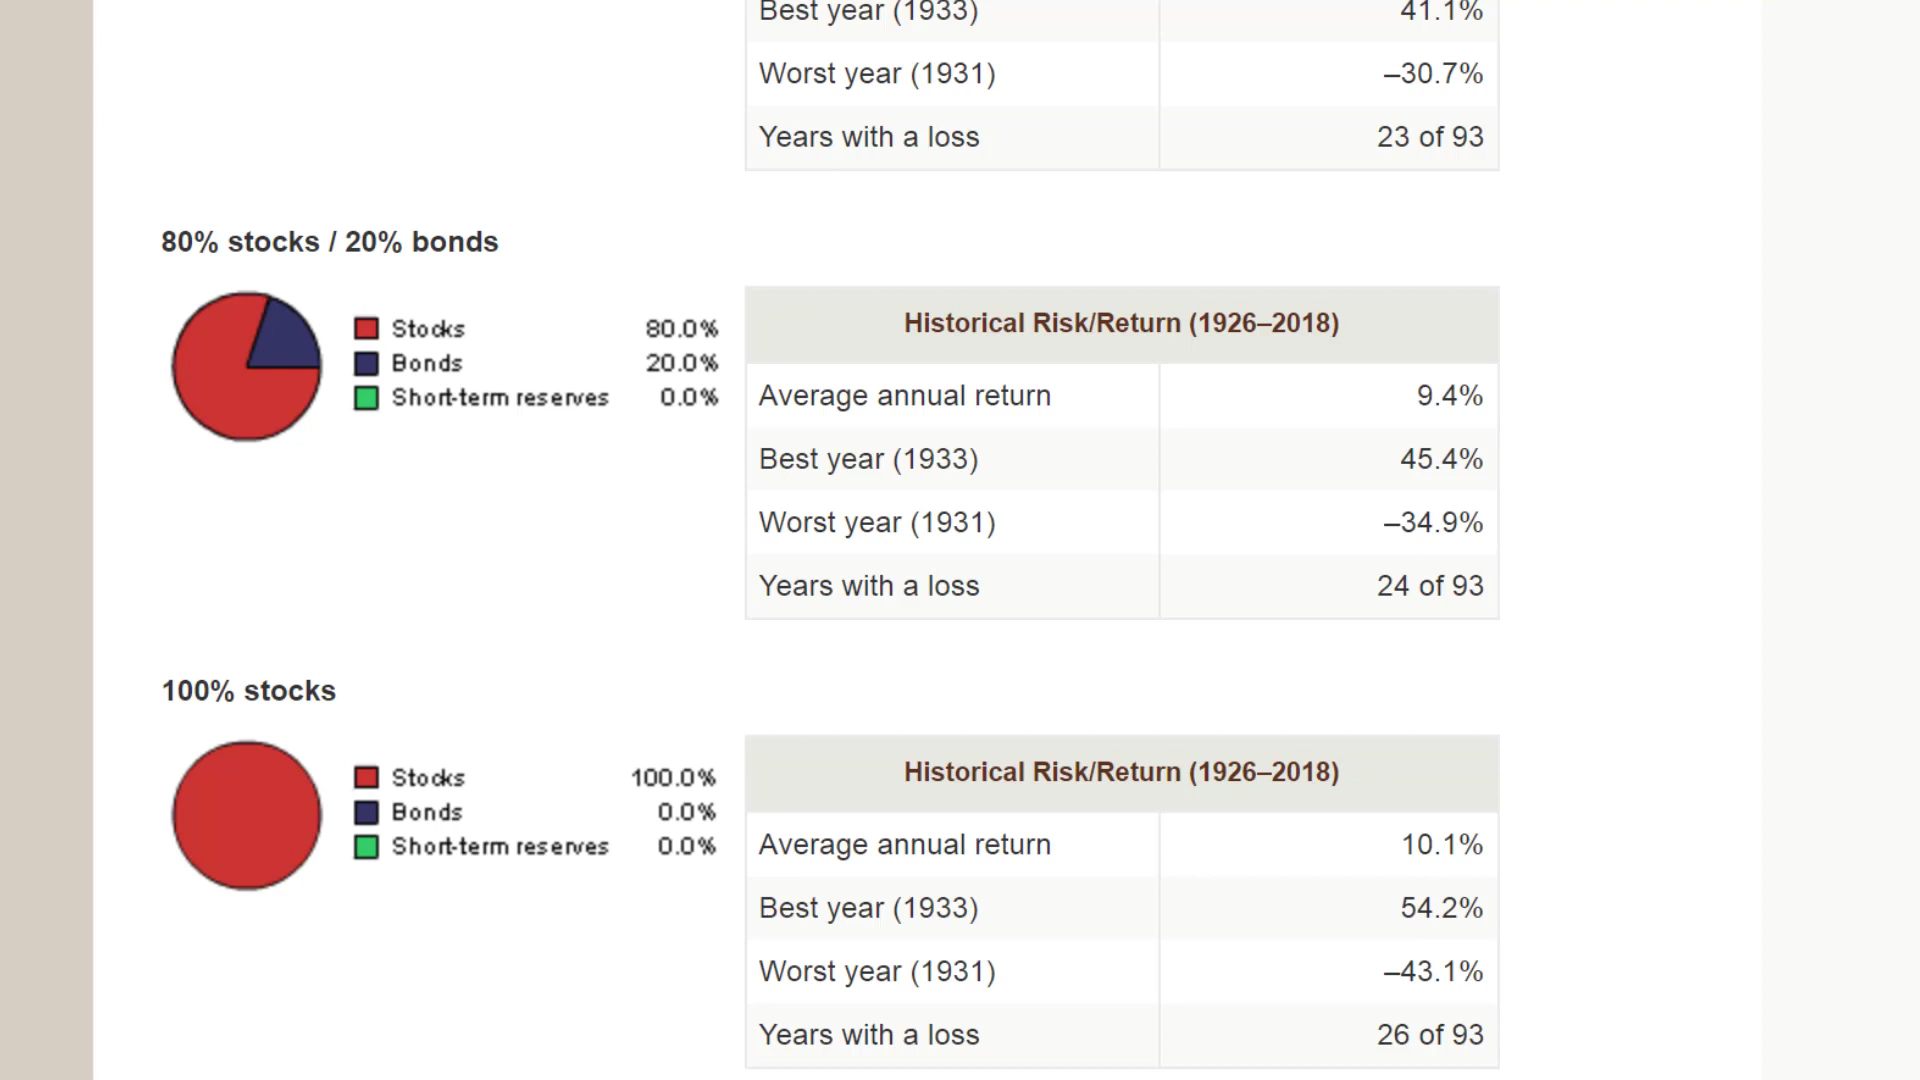 Best year (1933) 41.1%
Worst year (1931) –30.7%
Years with a loss 23 of 93
80% stocks / 20% bonds
Stocks 80.0%
Bonds 20.0%
Short-term reserves 0.0%
Historical Risk/Return (1926–2018)
Average annual return 9.4%
Best year (1933) 45.4%
Worst year (1931) –34.9%
Years with a loss 24 of 93
100% stocks
Stocks 100.0%
Bonds 0.0%
Short-term reserves 0.0%
Historical Risk/Return (1926–2018)
Average annual return 10.1%
Best year (1933) 54.2%
Worst year (1931) –43.1%
Years with a loss 26 of 93